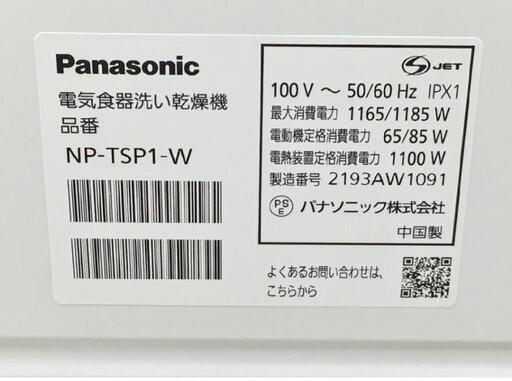 Panasonic
電気食器洗い乾燥機
品番
NP-TSP1-W
S JET
100 V ～ 50/60 Hz IPX1
最大消費電力 1165/1185 W
電動機定格消費電力 65/85 W
電熱装置定格消費電力 1100 W
製造番号 2193AW1091
PSE パナソニック株式会社
中国製
よくあるお問い合わせは、
こちらから